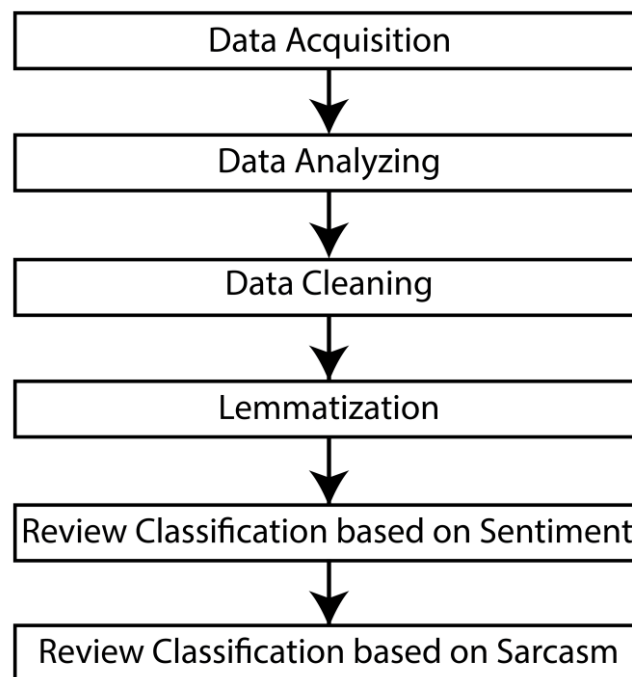 Data Acquisition
Data Analyzing
Data Cleaning
Lemmatization
Review Classification based on Sentiment
Review Classification based on Sarcasm